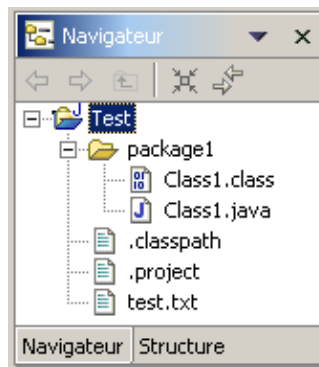 Navigateur
Test
package1
Class1.class
Class1.java
.classpath
.project
test.txt
Navigateur Structure